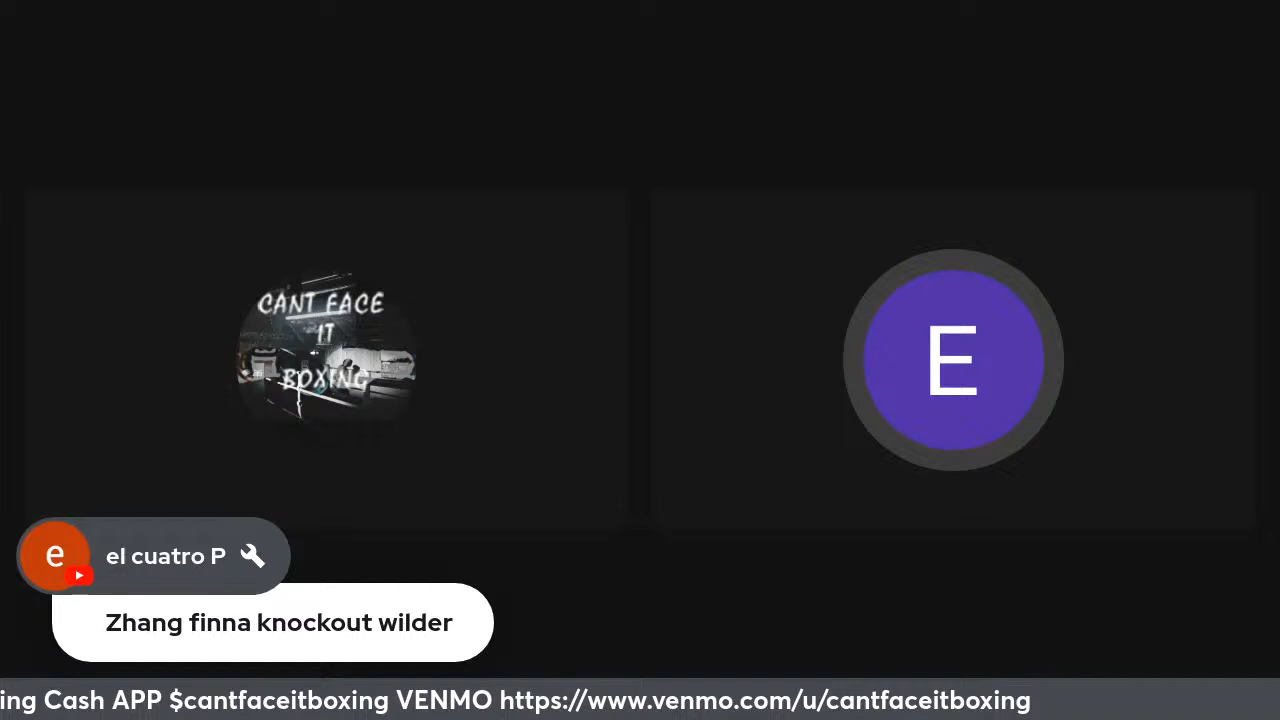 CANT FACE
IT
BOXING
E
e
el cuatro P
Zhang finna knockout wilder
ing Cash APP $cantfaceitboxing VENMO https://www.venmo.com/u/cantfaceitboxing